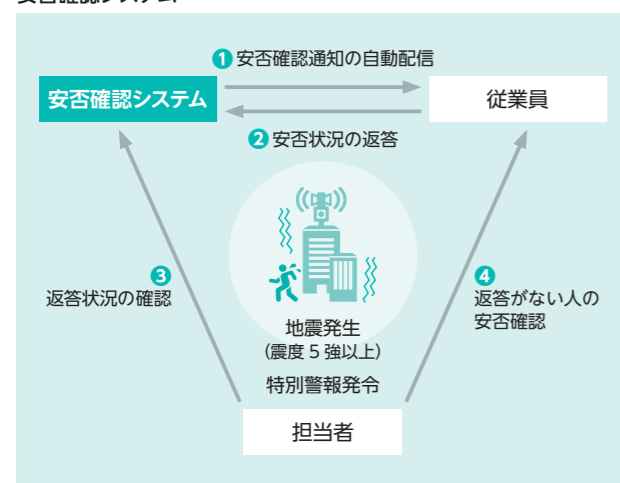 安否確認システム
❶安否確認通知の自動配信
安否確認システム
従業員
❷安否状況の返答
❸
返答状況の確認
❹
返答がない人の
安否確認
地震発生
(震度5強以上)
特別警報発令
担当者